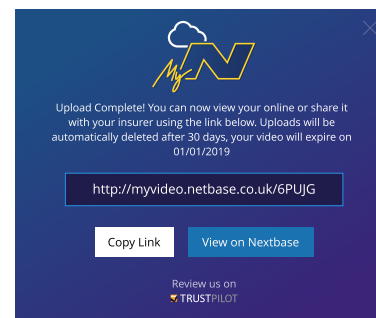 MyN
Upload Complete! You can now view your online or share it
with your insurer using the link below. Uploads will be
automatically deleted after 30 days, your video will expire on
01/01/2019
http://myvideo.netbase.co.uk/6PUJG
Copy Link
View on Nextbase
Review us on
TRUSTPILOT